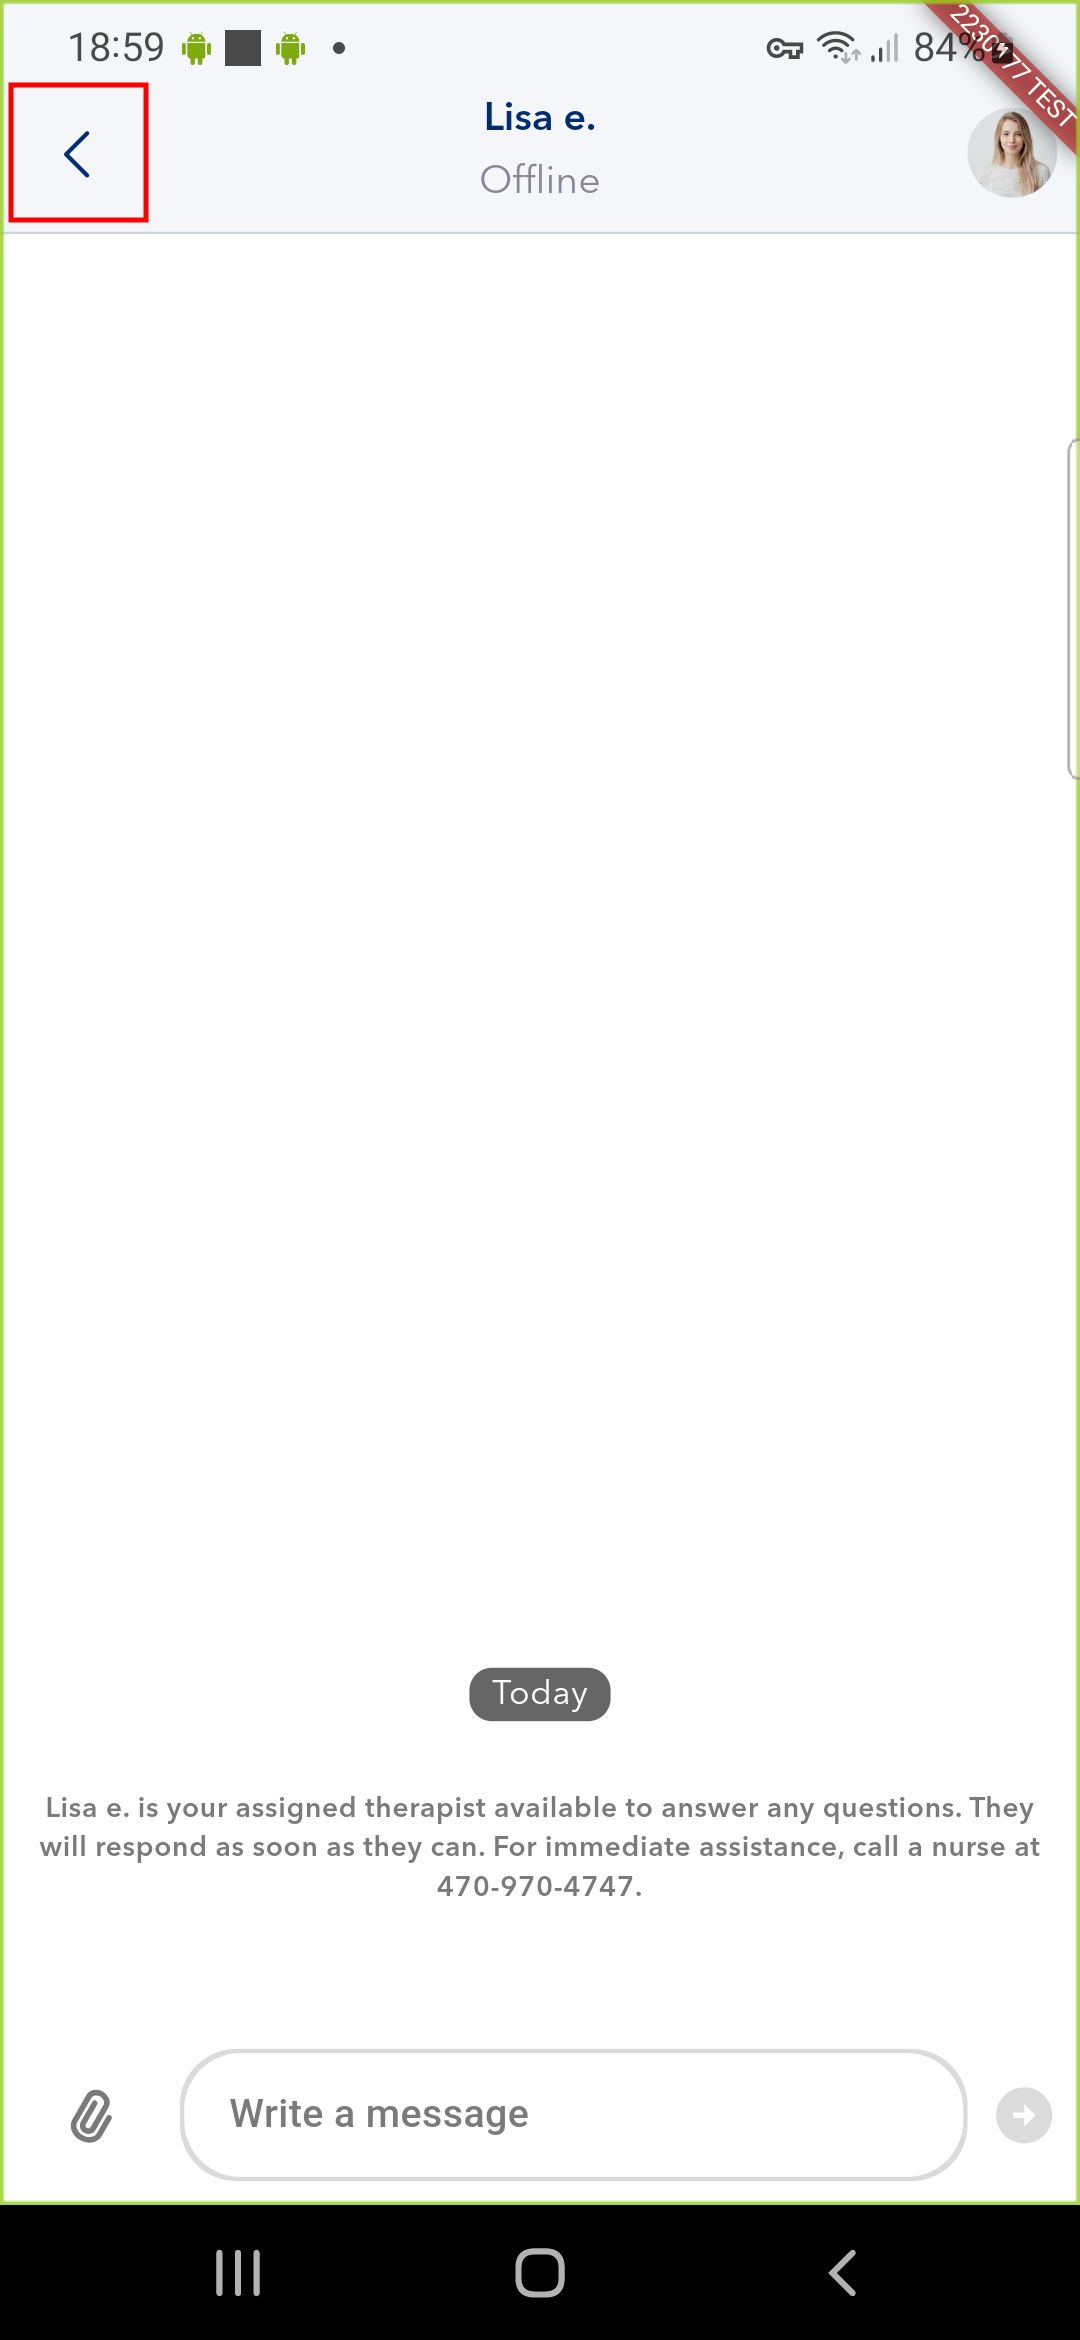 18:59
84%
2230177 TEST
Lisa e.
Offline
Today
Lisa e. is your assigned therapist available to answer any questions. They
will respond as soon as they can. For immediate assistance, call a nurse at
470-970-4747.
Write a message